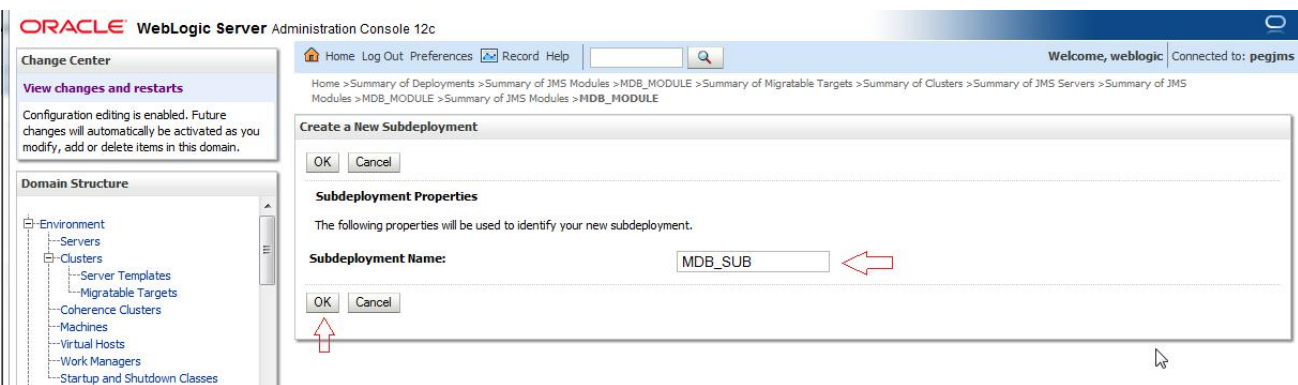 ORACLE WebLogic Server Administration Console 12c
Change Center
View changes and restarts
Configuration editing is enabled. Future
changes will automatically be activated as you
modify, add or delete items in this domain.
Domain Structure
Environment
Servers
Clusters
Server Templates
Migratable Targets
Coherence Clusters
Machines
Virtual Hosts
Work Managers
Startup and Shutdown Classes
Home Log Out Preferences Record Help
Welcome, weblogic Connected to: pegjms
Home >Summary of Deployments >Summary of JMS Modules >MDB_MODULE >Summary of Migratable Targets >Summary of Clusters >Summary of JMS Servers >Summary of JMS
Modules >MDB_MODULE >Summary of JMS Modules >MDB_MODULE
Create a New Subdeployment
OK Cancel
Subdeployment Properties
The following properties will be used to identify your new subdeployment.
Subdeployment Name: MDB_SUB
OK Cancel